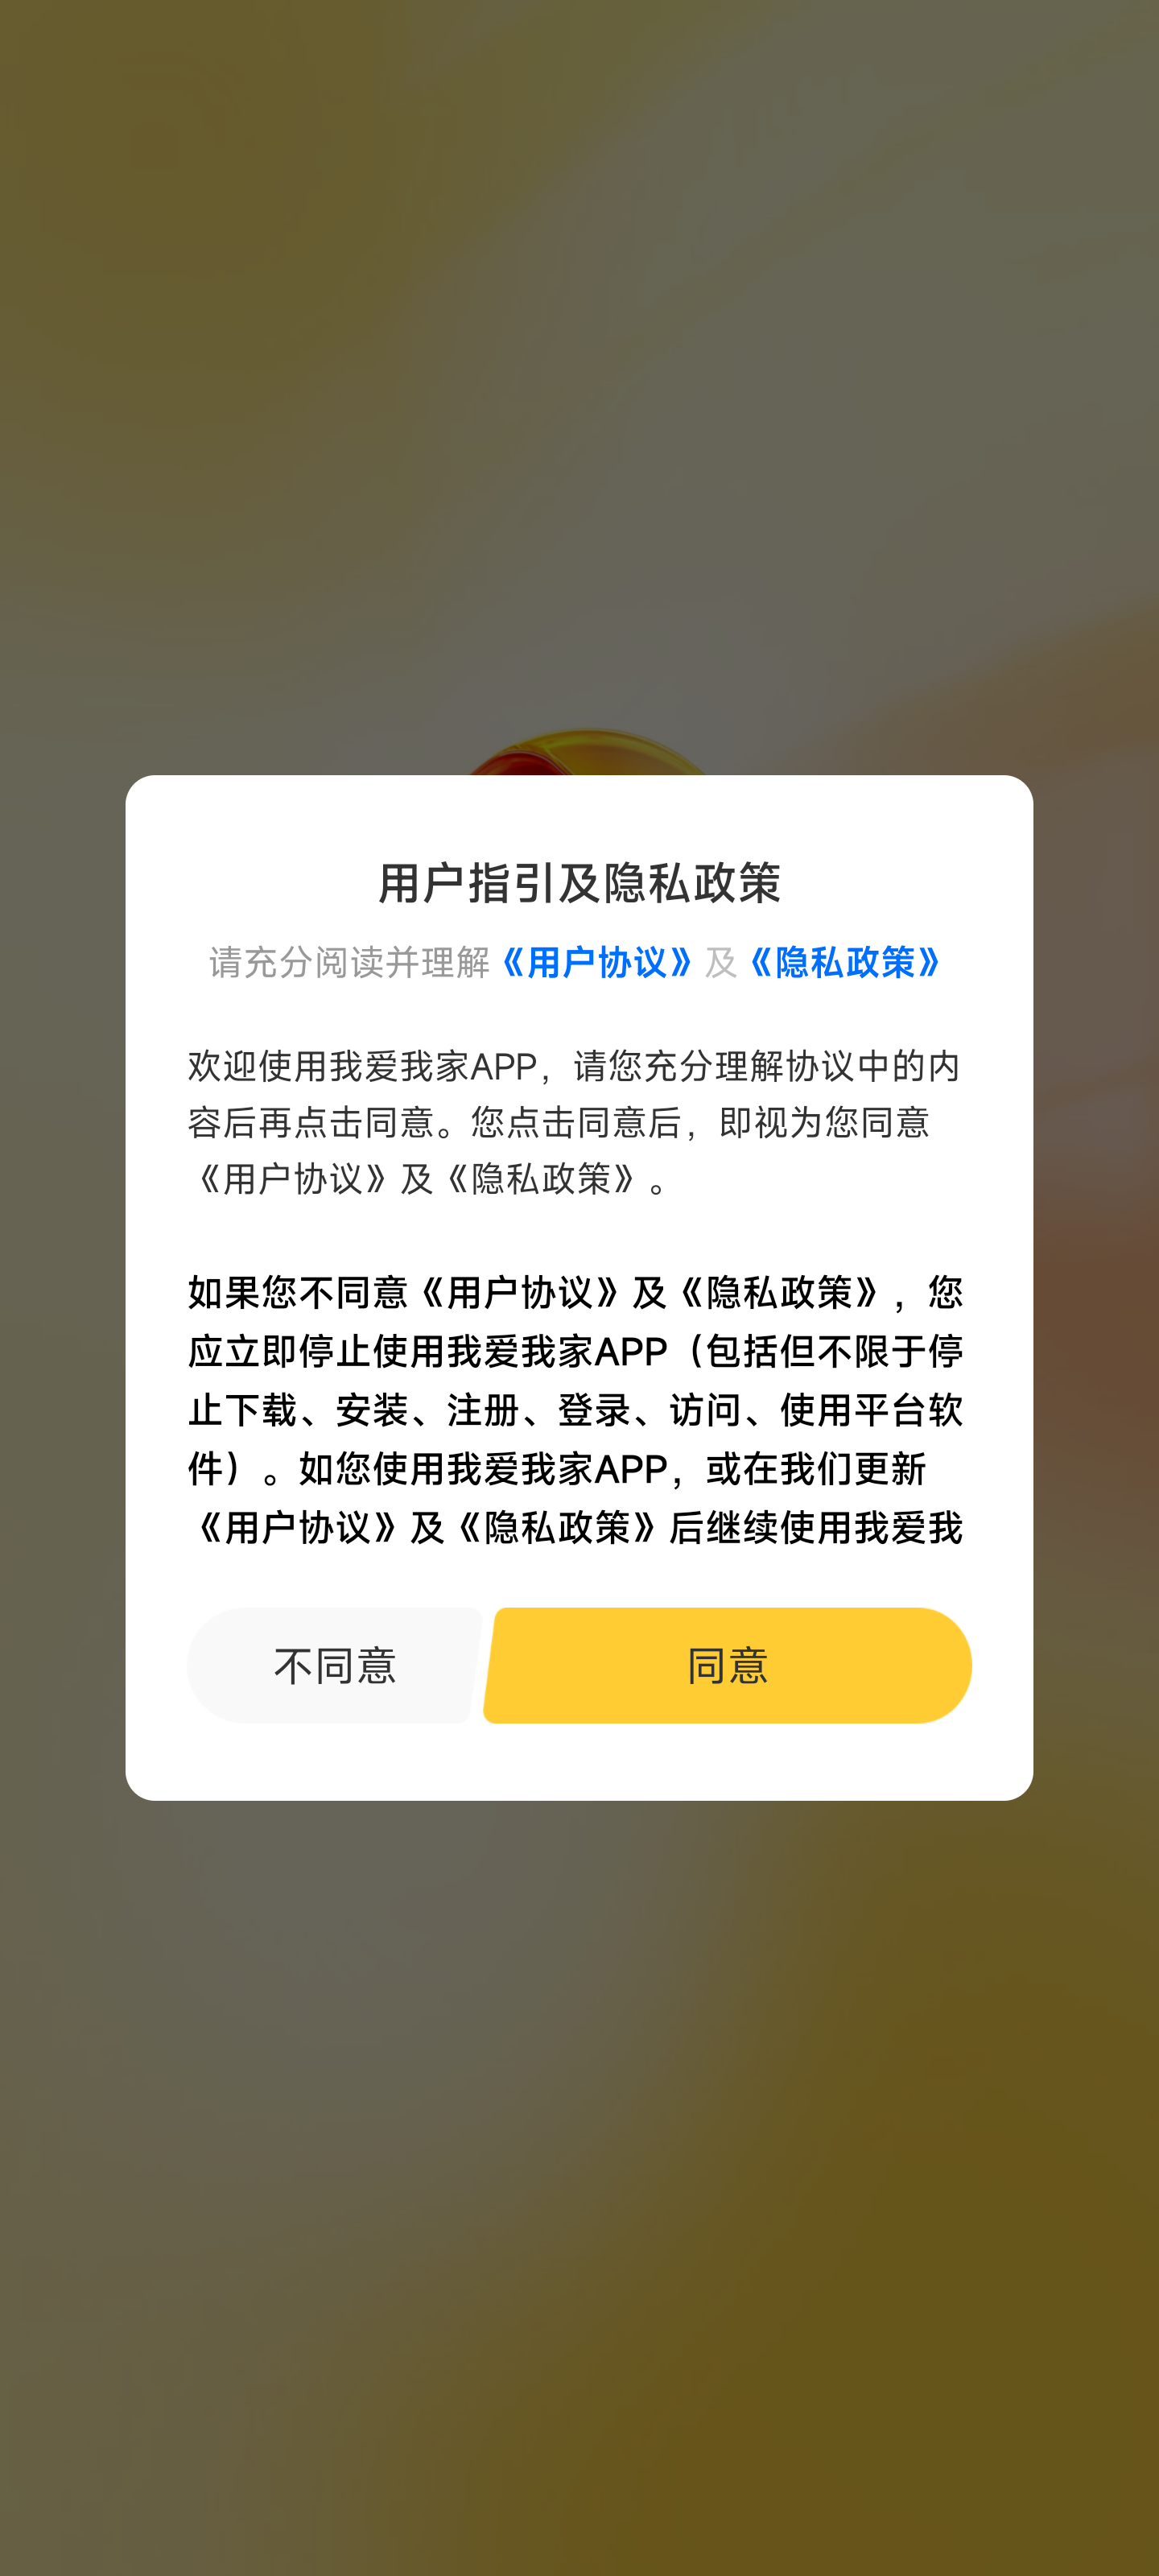 用户指引及隐私政策
请充分阅读并理解《用户协议》及《隐私政策》
欢迎使用我爱我家APP，请您充分理解协议中的内
容后再点击同意。您点击同意后，即视为您同意
《用户协议》及《隐私政策》。
如果您不同意《用户协议》及《隐私政策》，您
应立即停止使用我爱我家APP（包括但不限于停
止下载、安装、注册、登录、访问、使用平台软
件）。如您使用我爱我家APP，或在我们更新
《用户协议》及《隐私政策》后继续使用我爱我
不同意
同意